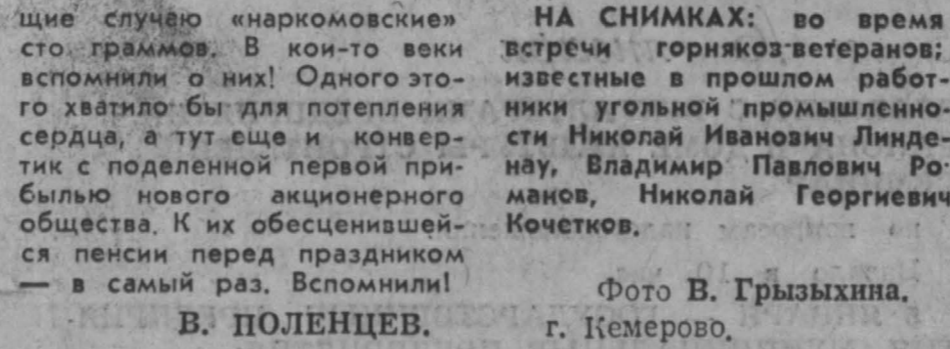 щие случаю «наркомовские»
сто граммов. В кои-то веки
вспомнили о них! Одного это-
го хватило бы для потепления
сердца, а тут еще и конвер-
тик с поделенной первой при-
былью нового акционерного
общества. К их обесценившей-
ся пенсии перед праздником
— в самый раз. Вспомнили!
В. ПОЛЕНЦЕВ.
НА СНИМКАХ: во время
встречи горнякоз-ветеранов;
известные в прошлом работ-
ники угольной промышленно
сти Николай Иванович Линде-
нау, Владимир Павлович Ро
манов, Николай Георгиевич
Кочетков.
Фото В. Грызыхина.
г. Кемерово.